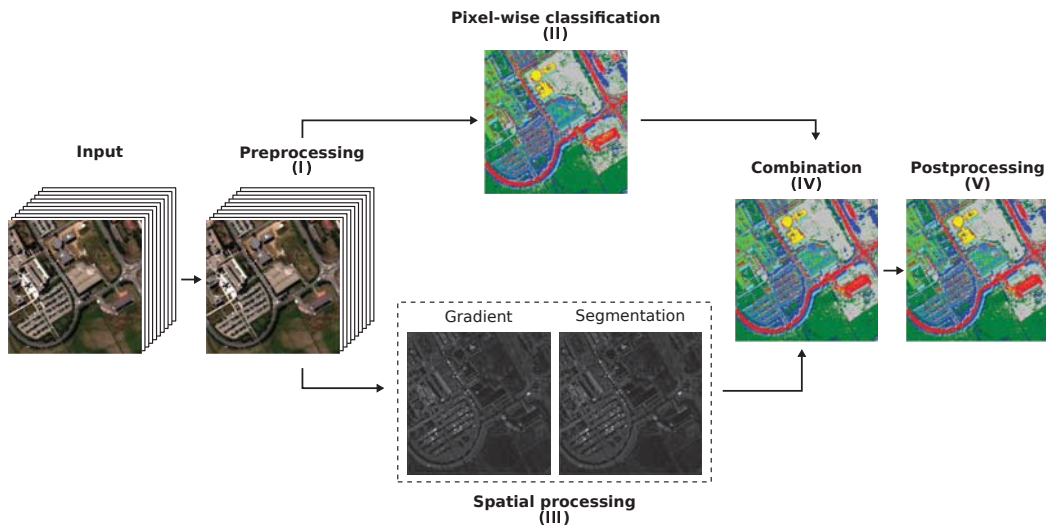 Pixel-wise classification
(II)
Input
Preprocessing
(I)
Combination
(IV)
Postprocessing
(V)
Gradient
Segmentation
Spatial processing
(III)